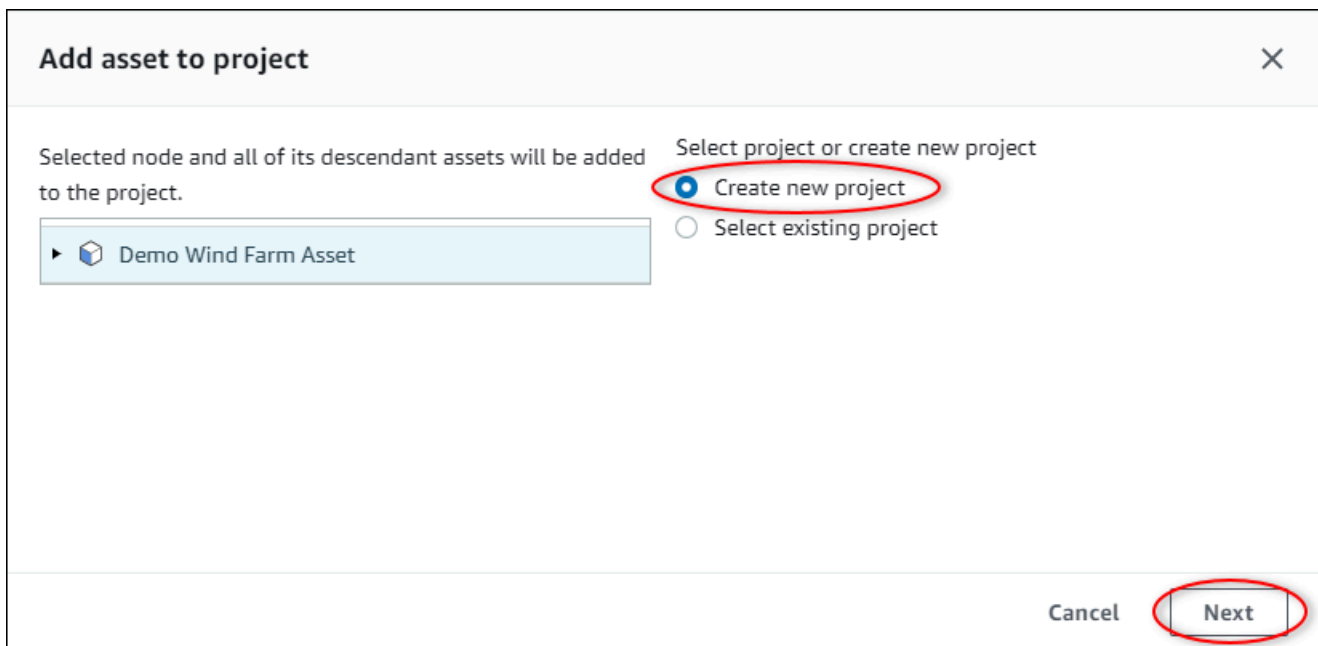 Add asset to project
Selected node and all of its descendant assets will be added
to the project.
Demo Wind Farm Asset
Select project or create new project
Create new project
Select existing project
Cancel
Next